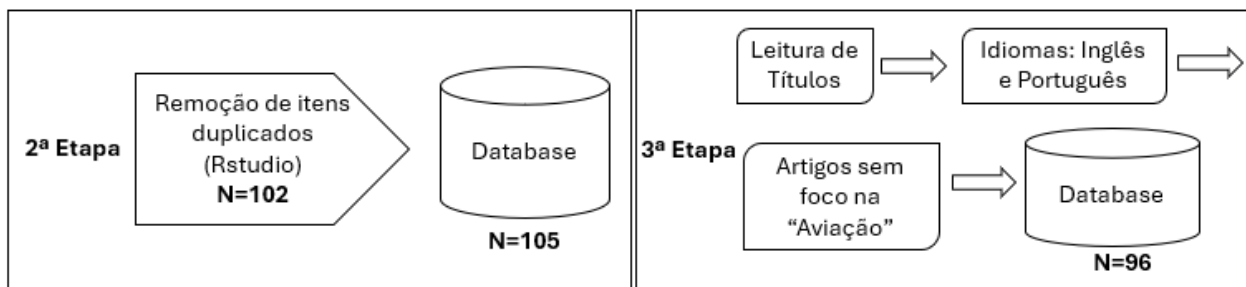 2ª Etapa
Remoção de itens
duplicados
(Rstudio)
N=102
Database
N=105
3ª Etapa
Leitura de
Títulos
Idiomas: Inglês
e Português
Artigos sem
foco na
“Aviação”
Database
N=96